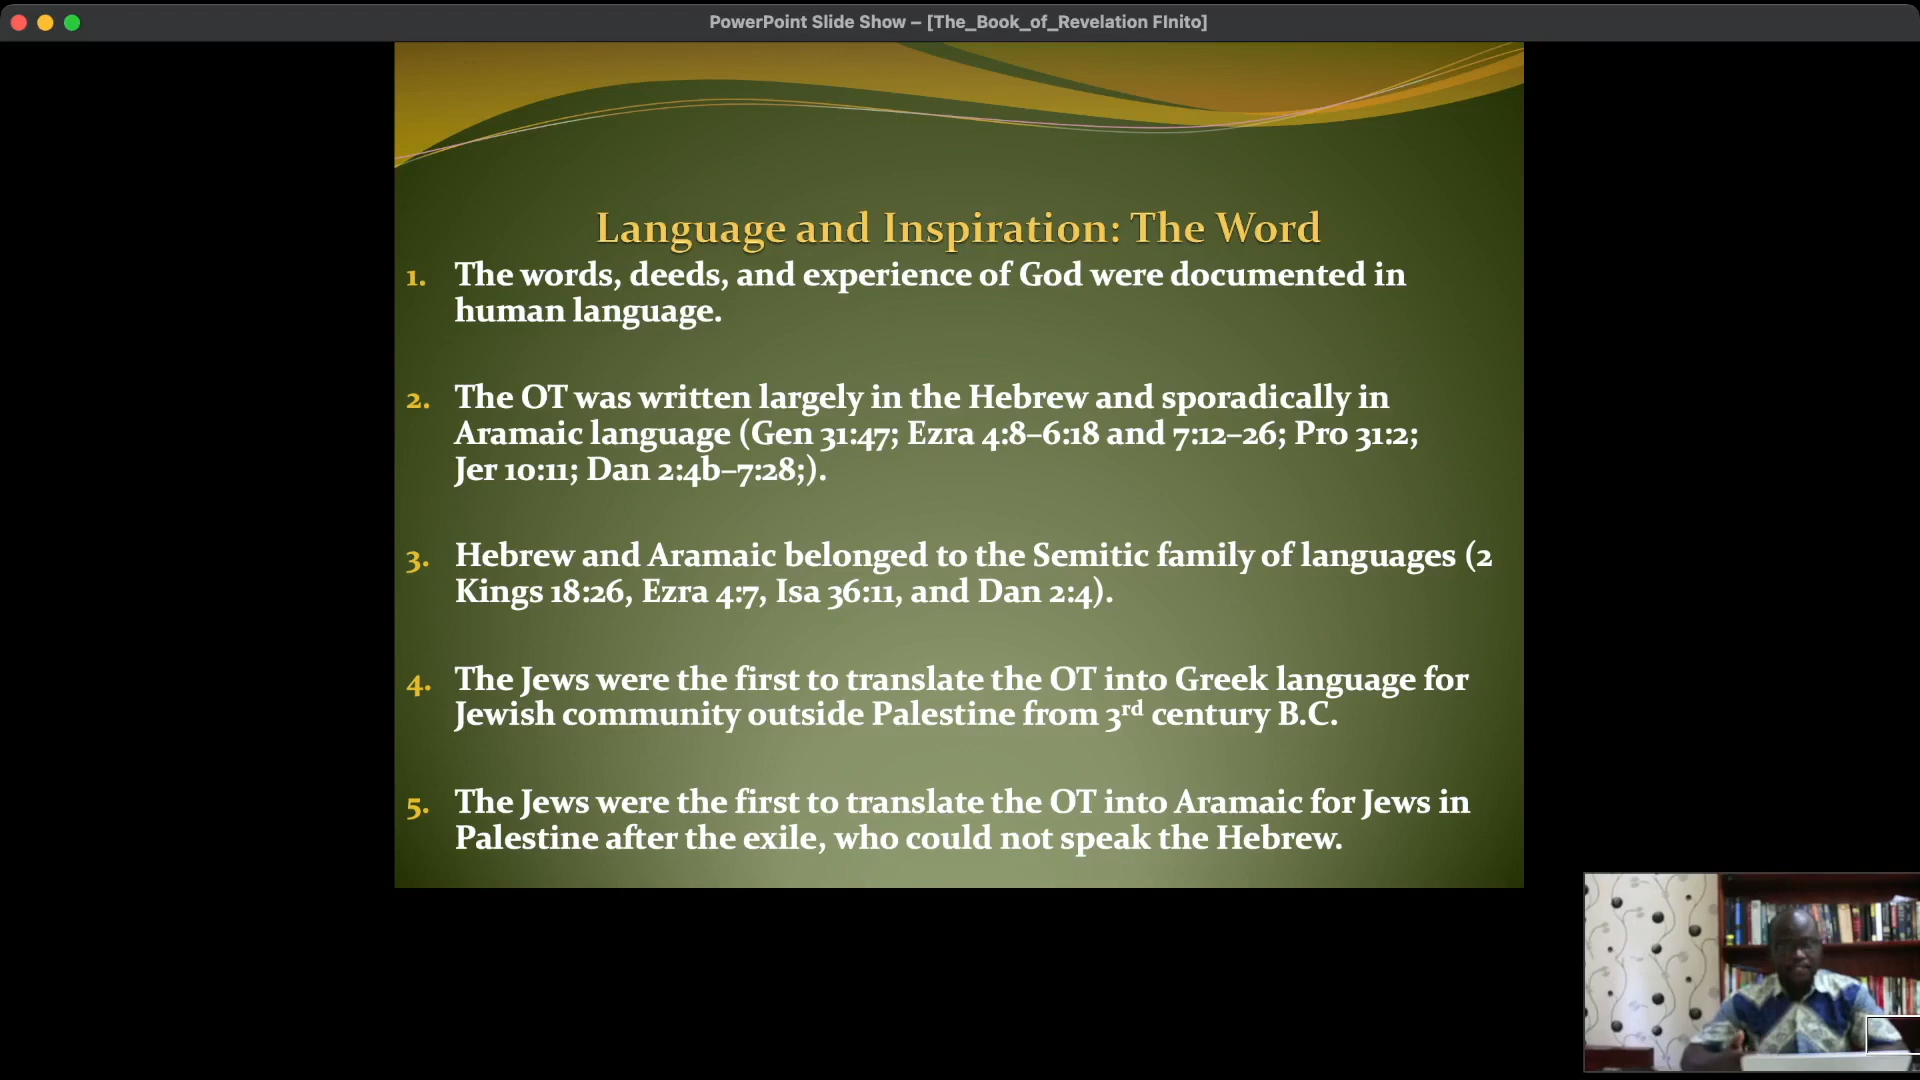 PowerPoint Slide Show – [The_Book_of_Revelation FInito]
Language and Inspiration: The Word
1. The words, deeds, and experience of God were documented in
human language.
2. The OT was written largely in the Hebrew and sporadically in
Aramaic language (Gen 31:47; Ezra 4:8–6:18 and 7:12–26; Pro 31:2;
Jer 10:11; Dan 2:4b–7:28;).
3. Hebrew and Aramaic belonged to the Semitic family of languages (2
Kings 18:26, Ezra 4:7, Isa 36:11, and Dan 2:4).
4. The Jews were the first to translate the OT into Greek language for
Jewish community outside Palestine from 3rd century B.C.
5. The Jews were the first to translate the OT into Aramaic for Jews in
Palestine after the exile, who could not speak the Hebrew.